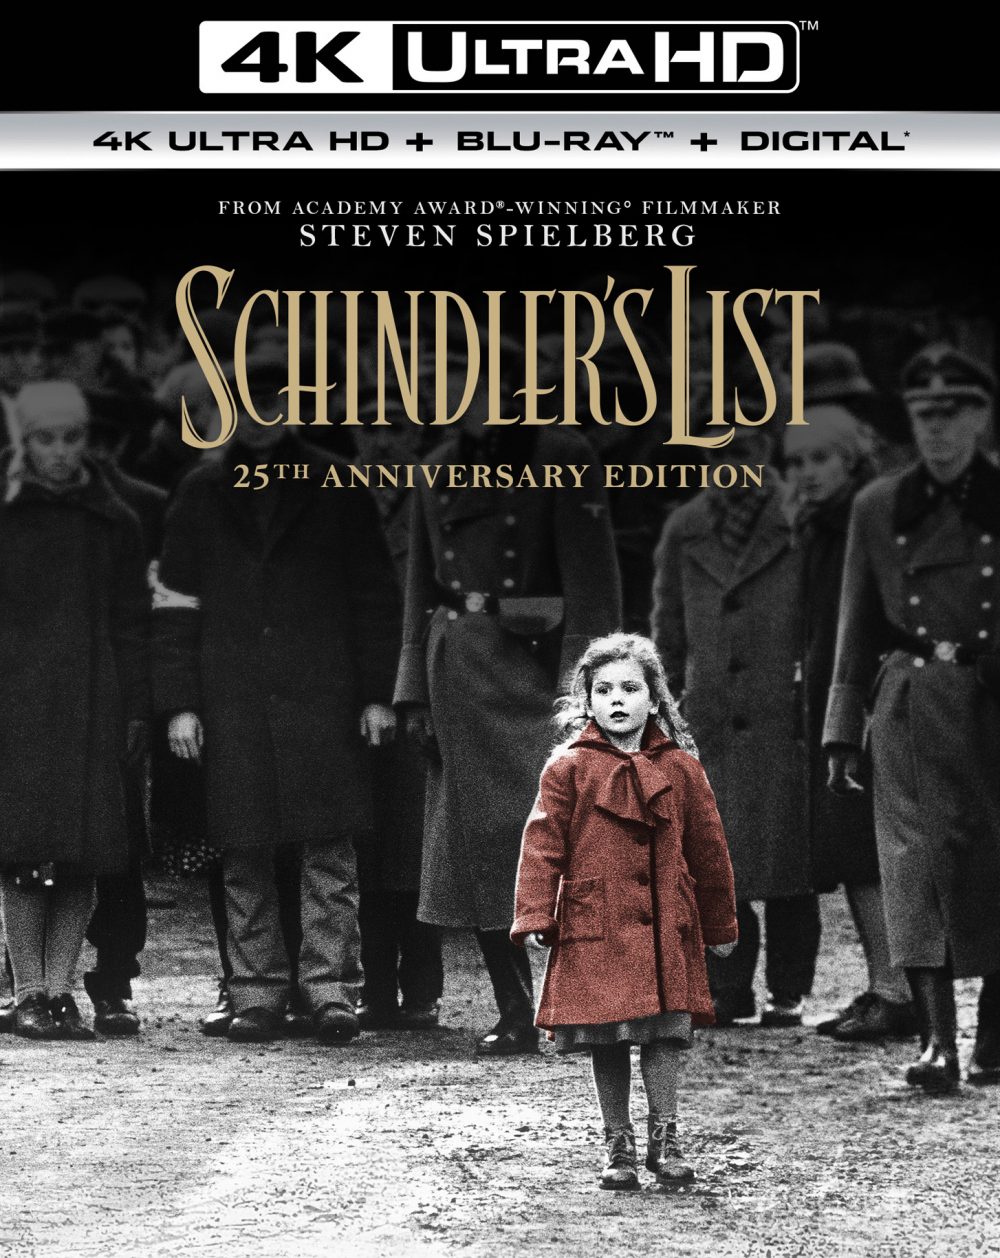 4K ULTRA HD™
4K ULTRA HD + BLU-RAY™ + DIGITAL*
FROM ACADEMY AWARD®-WINNING° FILMMAKER
STEVEN SPIELBERG
SCHINDLER'S LIST
25TH ANNIVERSARY EDITION